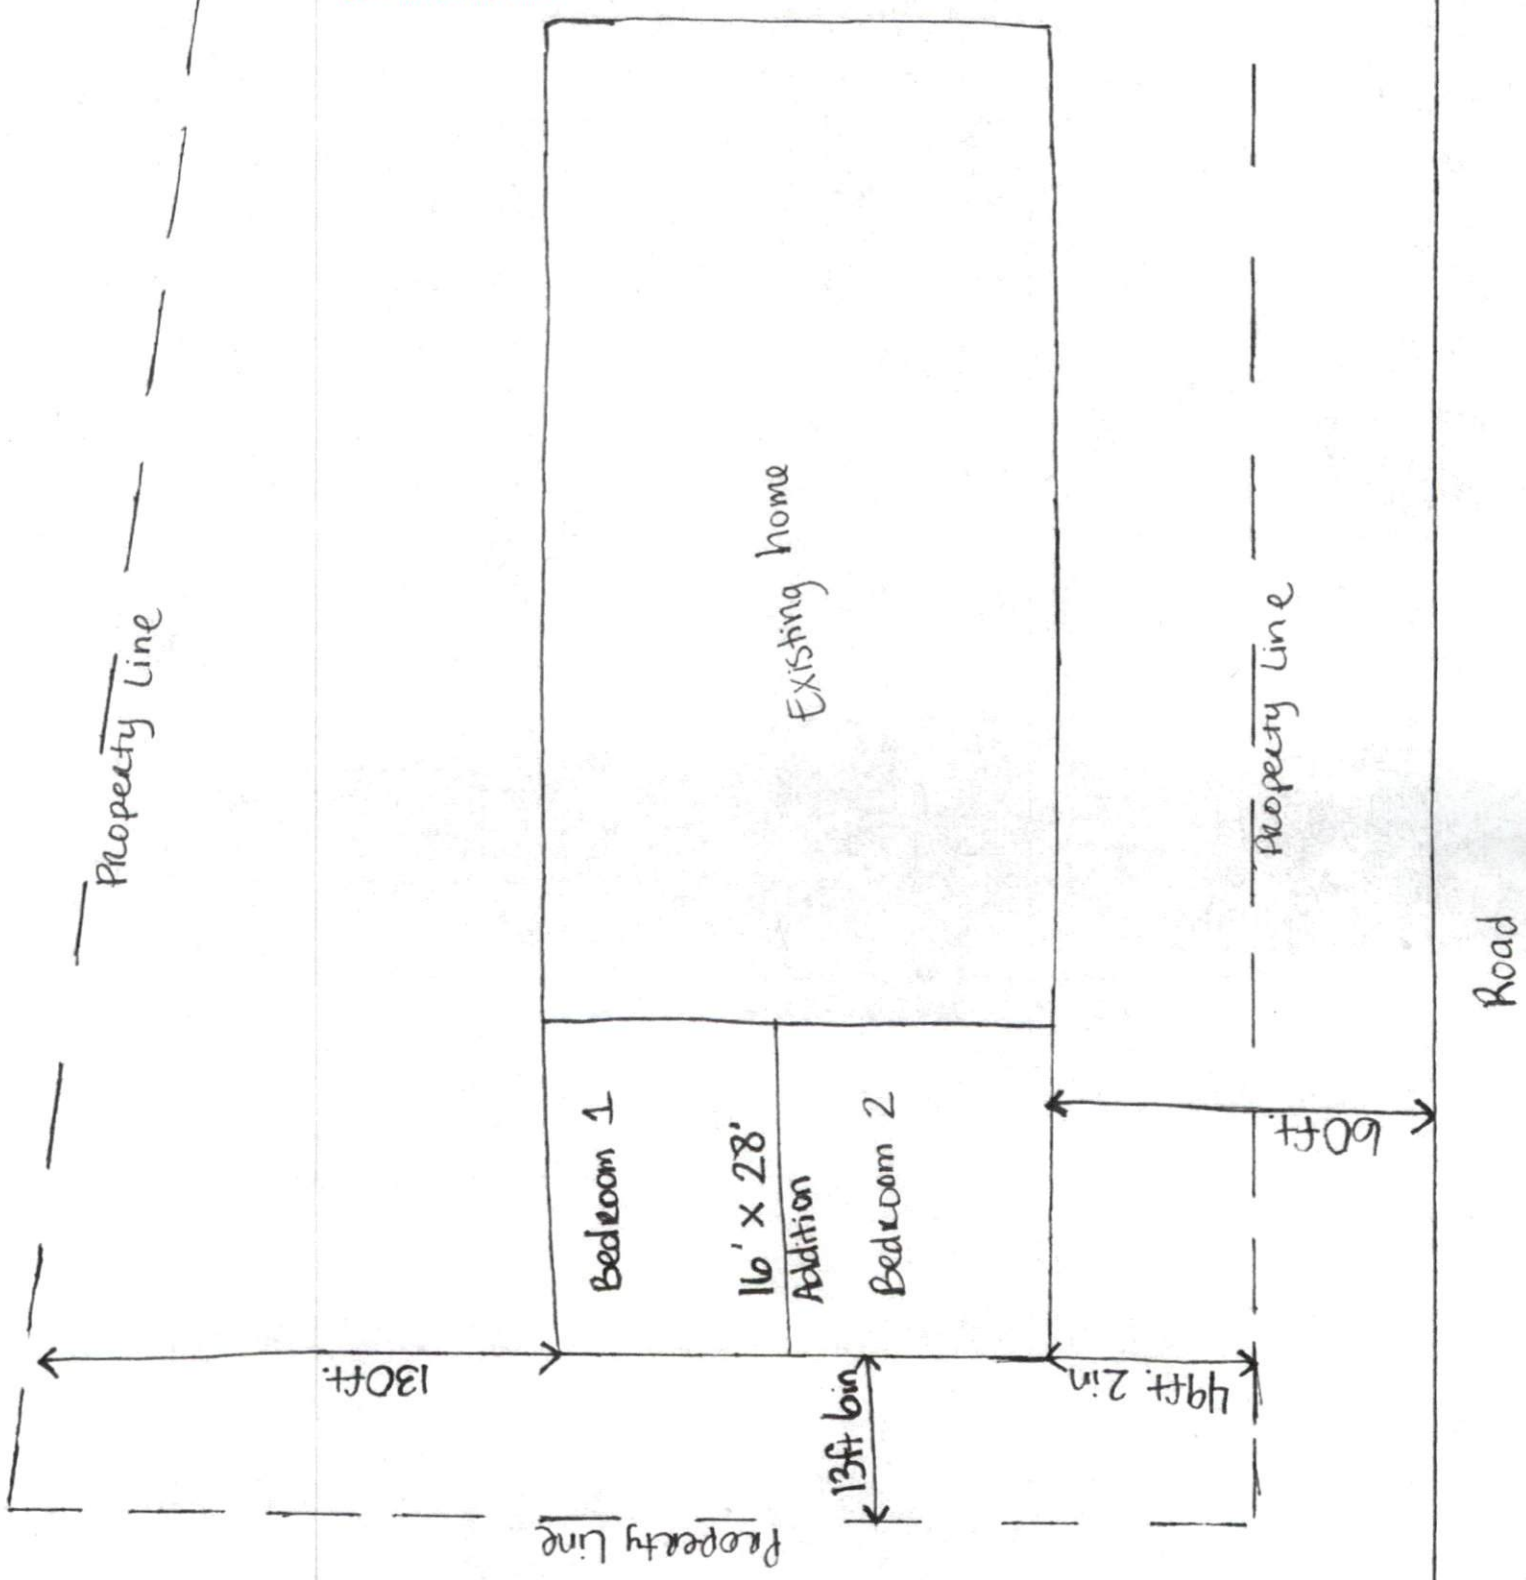 Property Line
Existing home
Property Line
Road
Bedroom 1
16' x 28'
Addition
Bedroom 2
60ft.
130ft.
13ft 6in
49ft. 2in.
Property Line